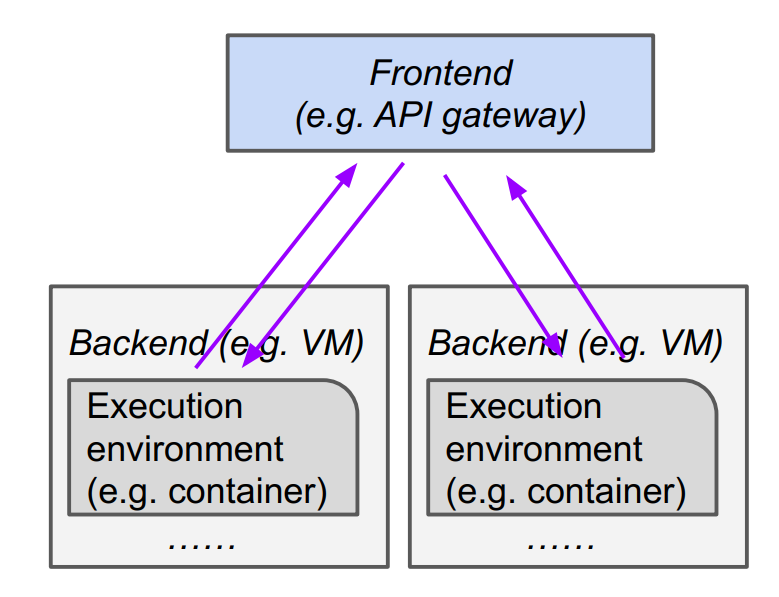 Frontend
(e.g. API gateway)
Backend (e.g. VM)
Execution
environment
(e.g. container)
......
Backend (e.g. VM)
Execution
environment
(e.g. container)
......